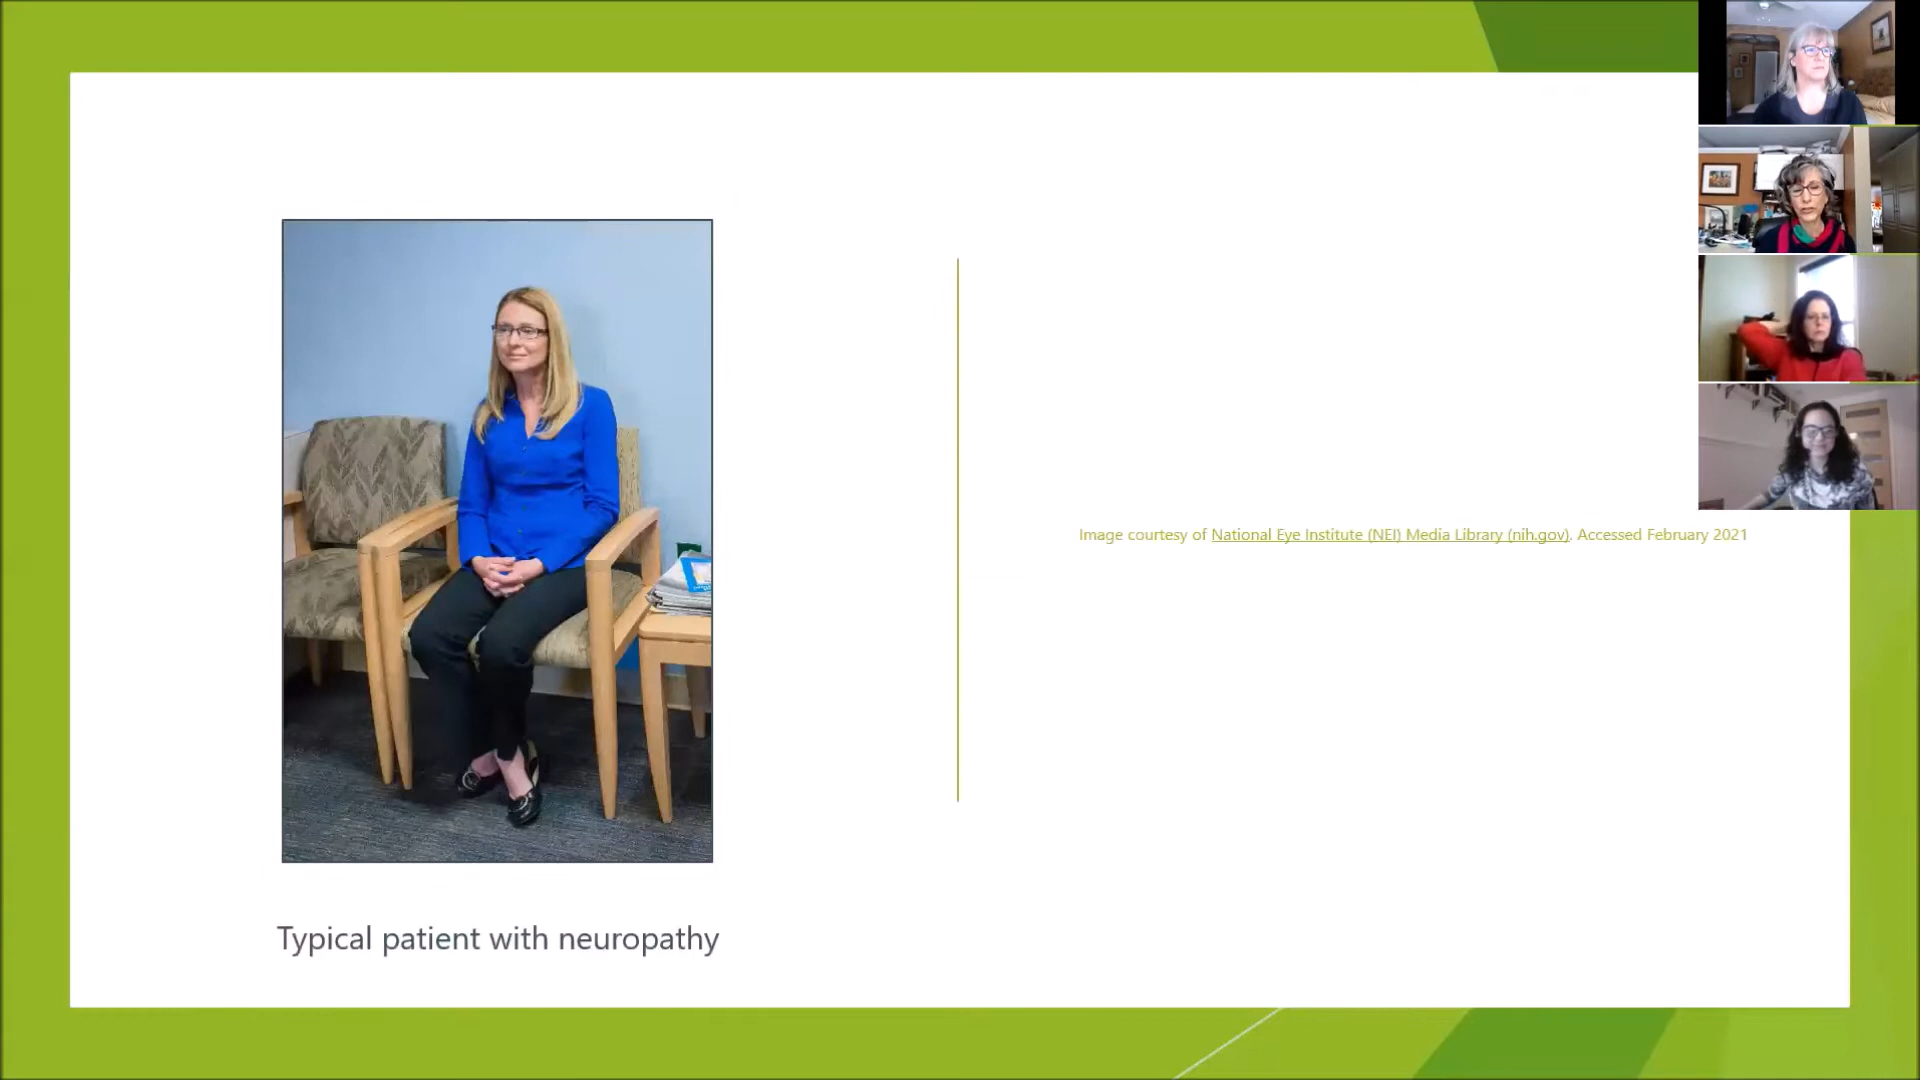 Image courtesy of National Eye Institute (NEI) Media Library (nih.gov). Accessed February 2021
Typical patient with neuropathy